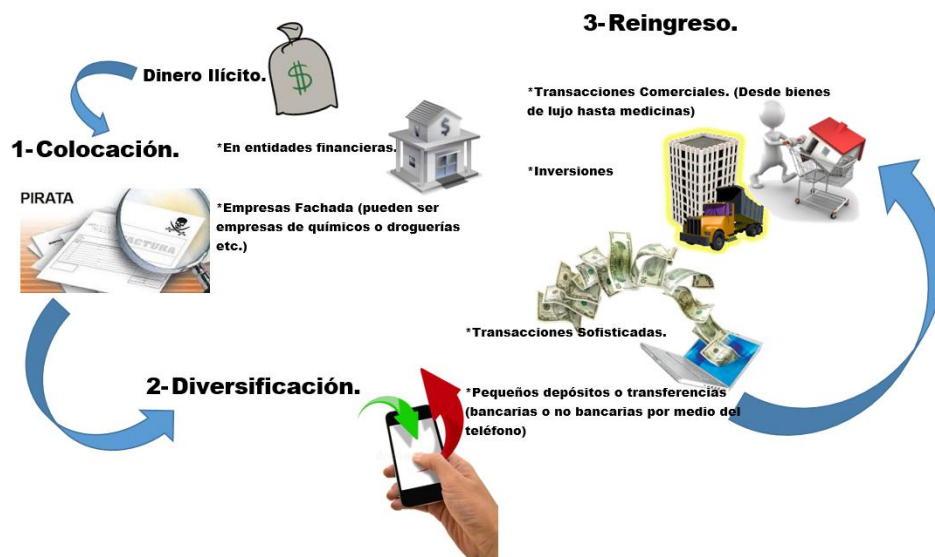 Dinero Ilícito.
1- Colocación.
*En entidades financieras.
PIRATA
FACTURA
*Empresas Fachada (pueden ser
empresas de químicos o droguerías
etc.)
2- Diversificación.
*Transacciones Sofisticadas.
*Pequeños depósitos o transferencias
(bancarias o no bancarias por medio del
teléfono)
3- Reingreso.
*Transacciones Comerciales. (Desde bienes
de lujo hasta medicinas)
*Inversiones